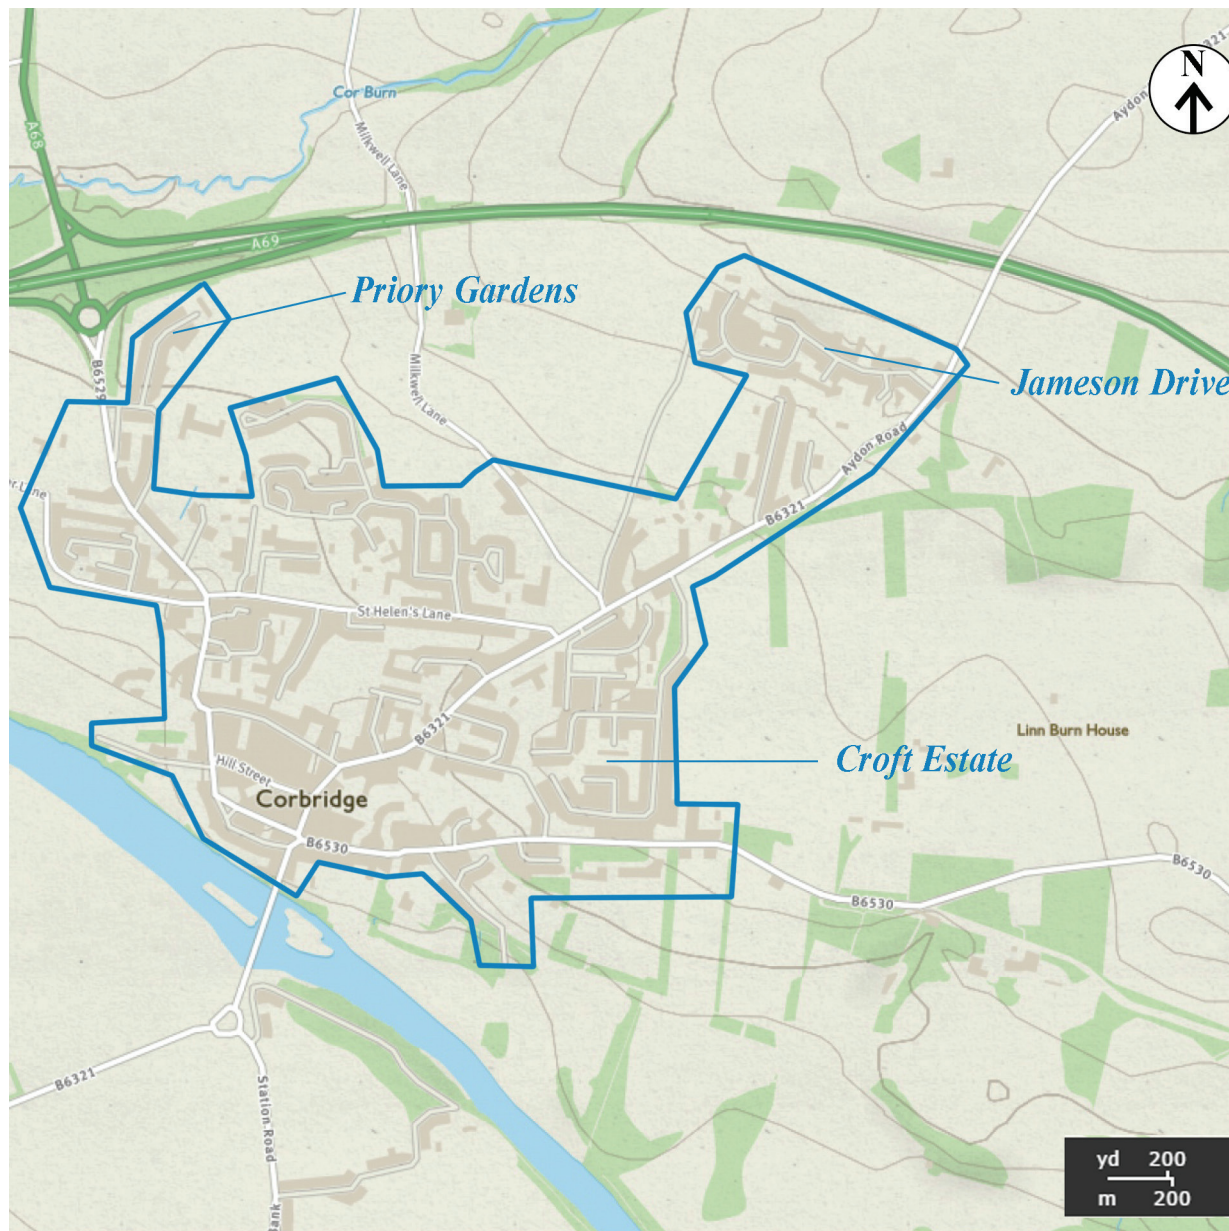 321
N
A68
Cor Burn
Milkwell Lane
Aydon
A69
Priory Gardens
B6529
Milkwell Lane
Jameson Drive
Aydon Road
B6321
St Helen's Lane
B6321
Linn Burn House
Hill Street
Croft Estate
Corbridge
B6530
B6530
B6530
B6321
Station Road
yd 200
m 200